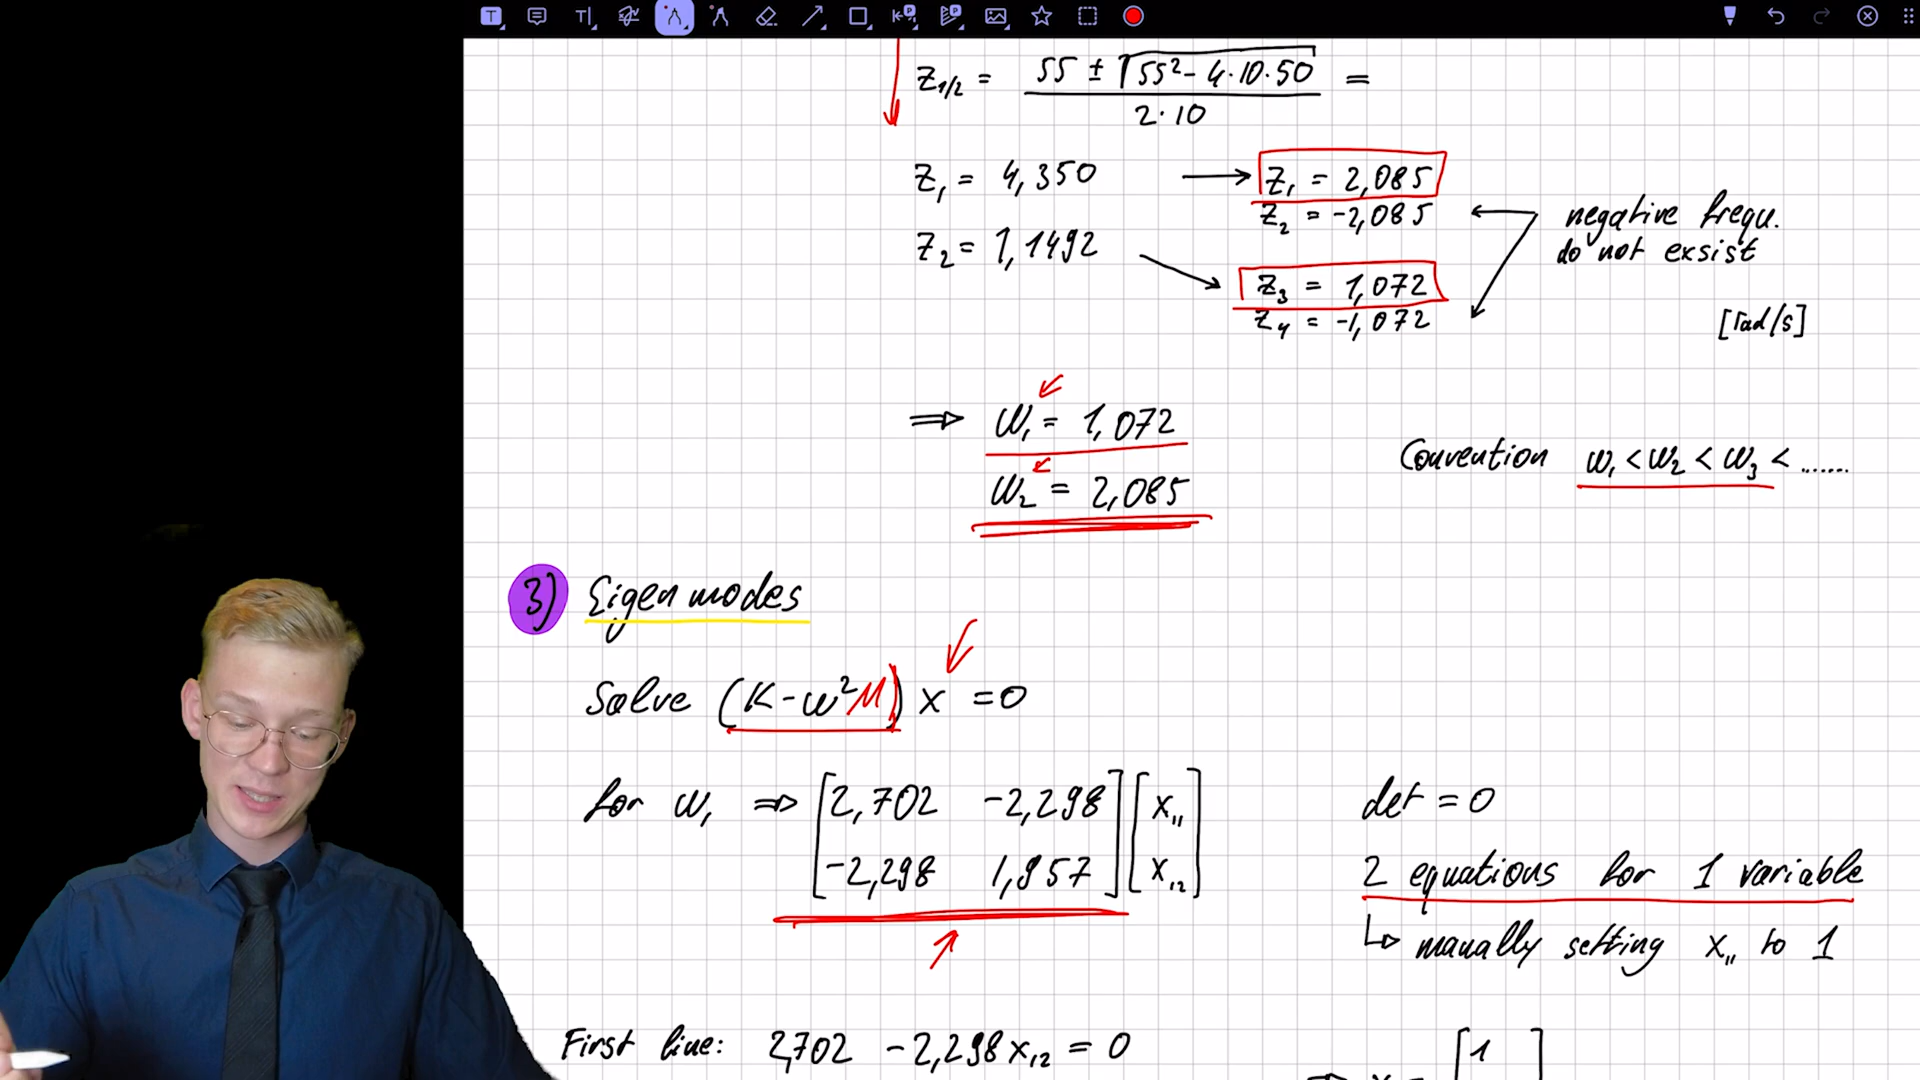 Z₁/₂ = (55 ± √(55² - 4·10·50)) / (2·10) =
Z₁ = 4,350 → Z₁ = 2,085
Z₂ = -2,085
negative frequ.
do not exsist
Z₂ = 1,1492 → Z₃ = 1,072
Z₄ = -1,072
[rad/s]
⇒ ω₁ = 1,072
ω₂ = 2,085
Convention ω₁ < ω₂ < ω₃ < .......
3) Eigenmodes
Solve (K - ω² M) x = 0
for ω₁ ⇒ [2,702 -2,298] [x₁₁]
[-2,298 1,957] [x₁₂]
det = 0
2 equations for 1 variable
↳ manually setting x₁₁ to 1
First line: 2,702 - 2,298 x₁₂ = 0
[1